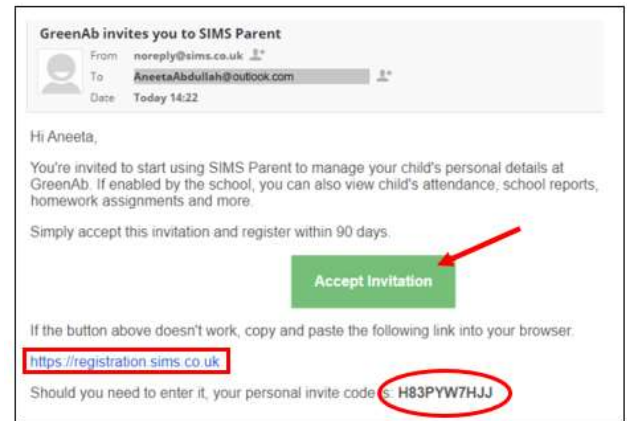 GreenAb invites you to SIMS Parent
From noreply@sims.co.uk
To AneetaAbdullah@outlook.com
Date Today 14:22
Hi Aneeta,
You're invited to start using SIMS Parent to manage your child's personal details at
GreenAb. If enabled by the school, you can also view child's attendance, school reports,
homework assignments and more.
Simply accept this invitation and register within 90 days.
Accept Invitation
If the button above doesn't work, copy and paste the following link into your browser.
https://registration.sims.co.uk
Should you need to enter it, your personal invite code is: H83PYW7HJJ